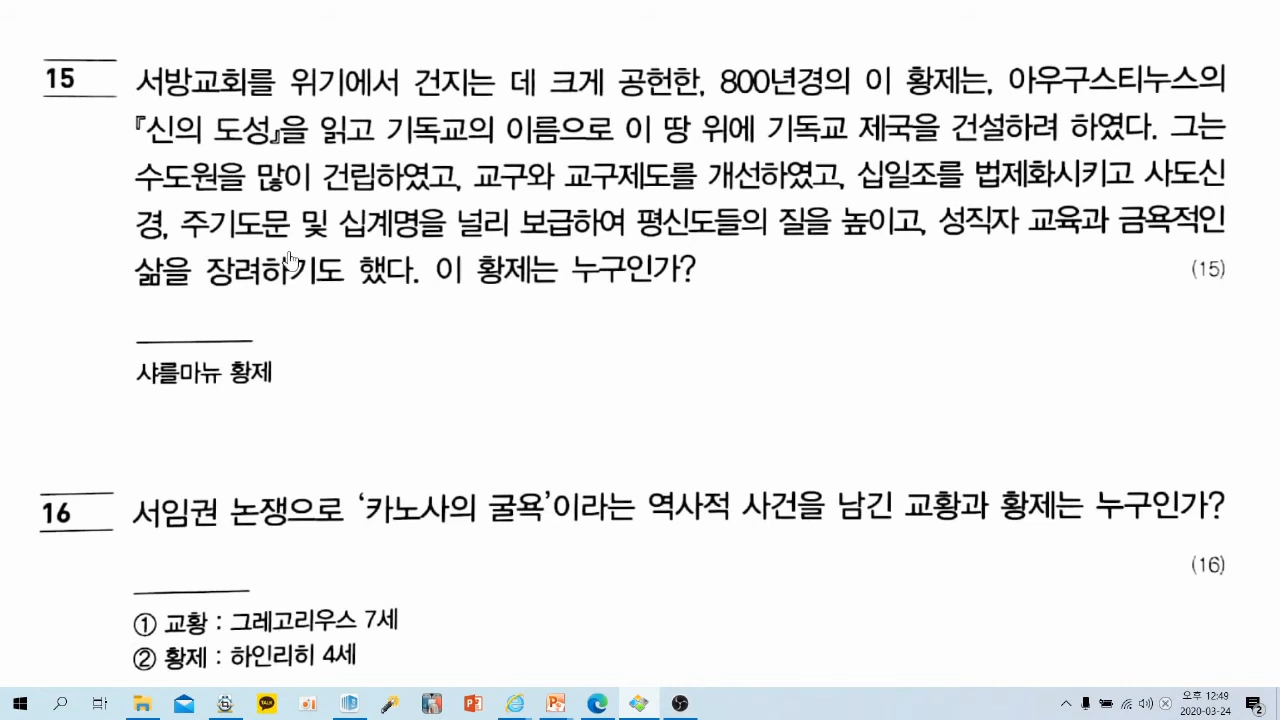 15
서방교회를 위기에서 건지는 데 크게 공헌한, 800년경의 이 황제는, 아우구스티누스의
『신의 도성』을 읽고 기독교의 이름으로 이 땅 위에 기독교 제국을 건설하려 하였다. 그는
수도원을 많이 건립하였고, 교구와 교구제도를 개선하였고, 십일조를 법제화시키고 사도신
경, 주기도문 및 십계명을 널리 보급하여 평신도들의 질을 높이고, 성직자 교육과 금욕적인
삶을 장려하기도 했다. 이 황제는 누구인가? (15)
샤를마뉴 황제
16
서임권 논쟁으로 ‘카노사의 굴욕’이라는 역사적 사건을 남긴 교황과 황제는 누구인가?
(16)
① 교황 : 그레고리우스 7세
② 황제 : 하인리히 4세
TALK
오후 12:49
2020-03-24
2